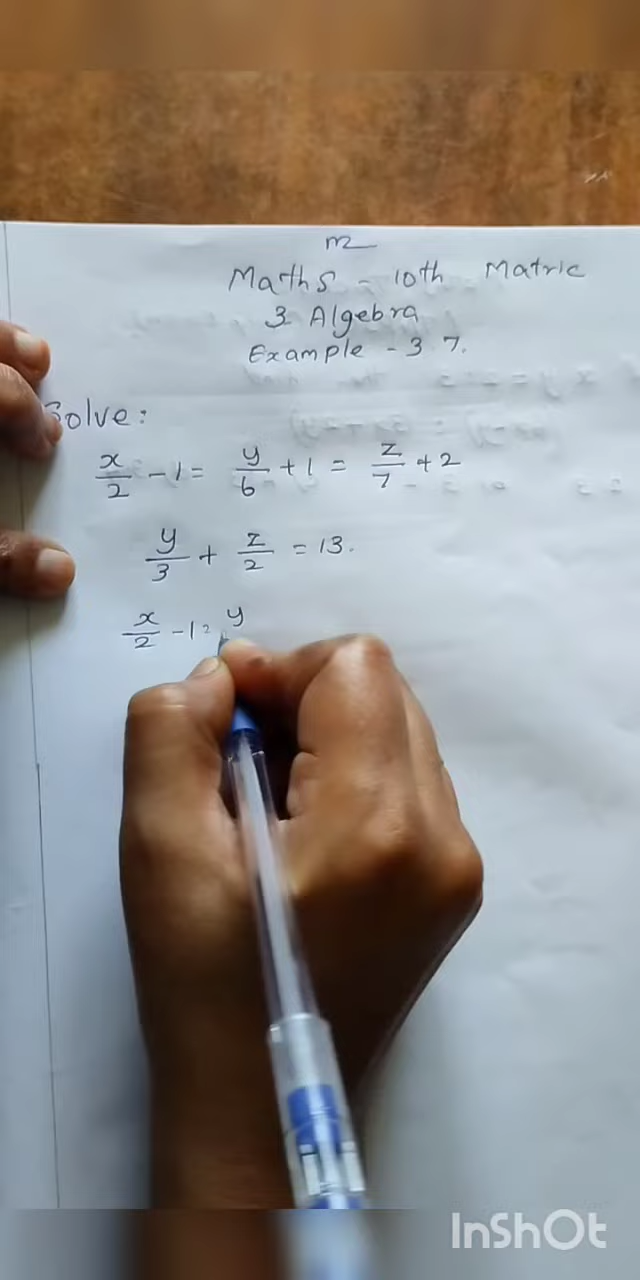 m2
Maths - 10th Matric
3 Algebra
Example - 3 7.
Solve:
x/2 - 1 = y/6 + 1 = z/7 + 2
y/3 + z/2 = 13.
x/2 - 1 = y
InShOt